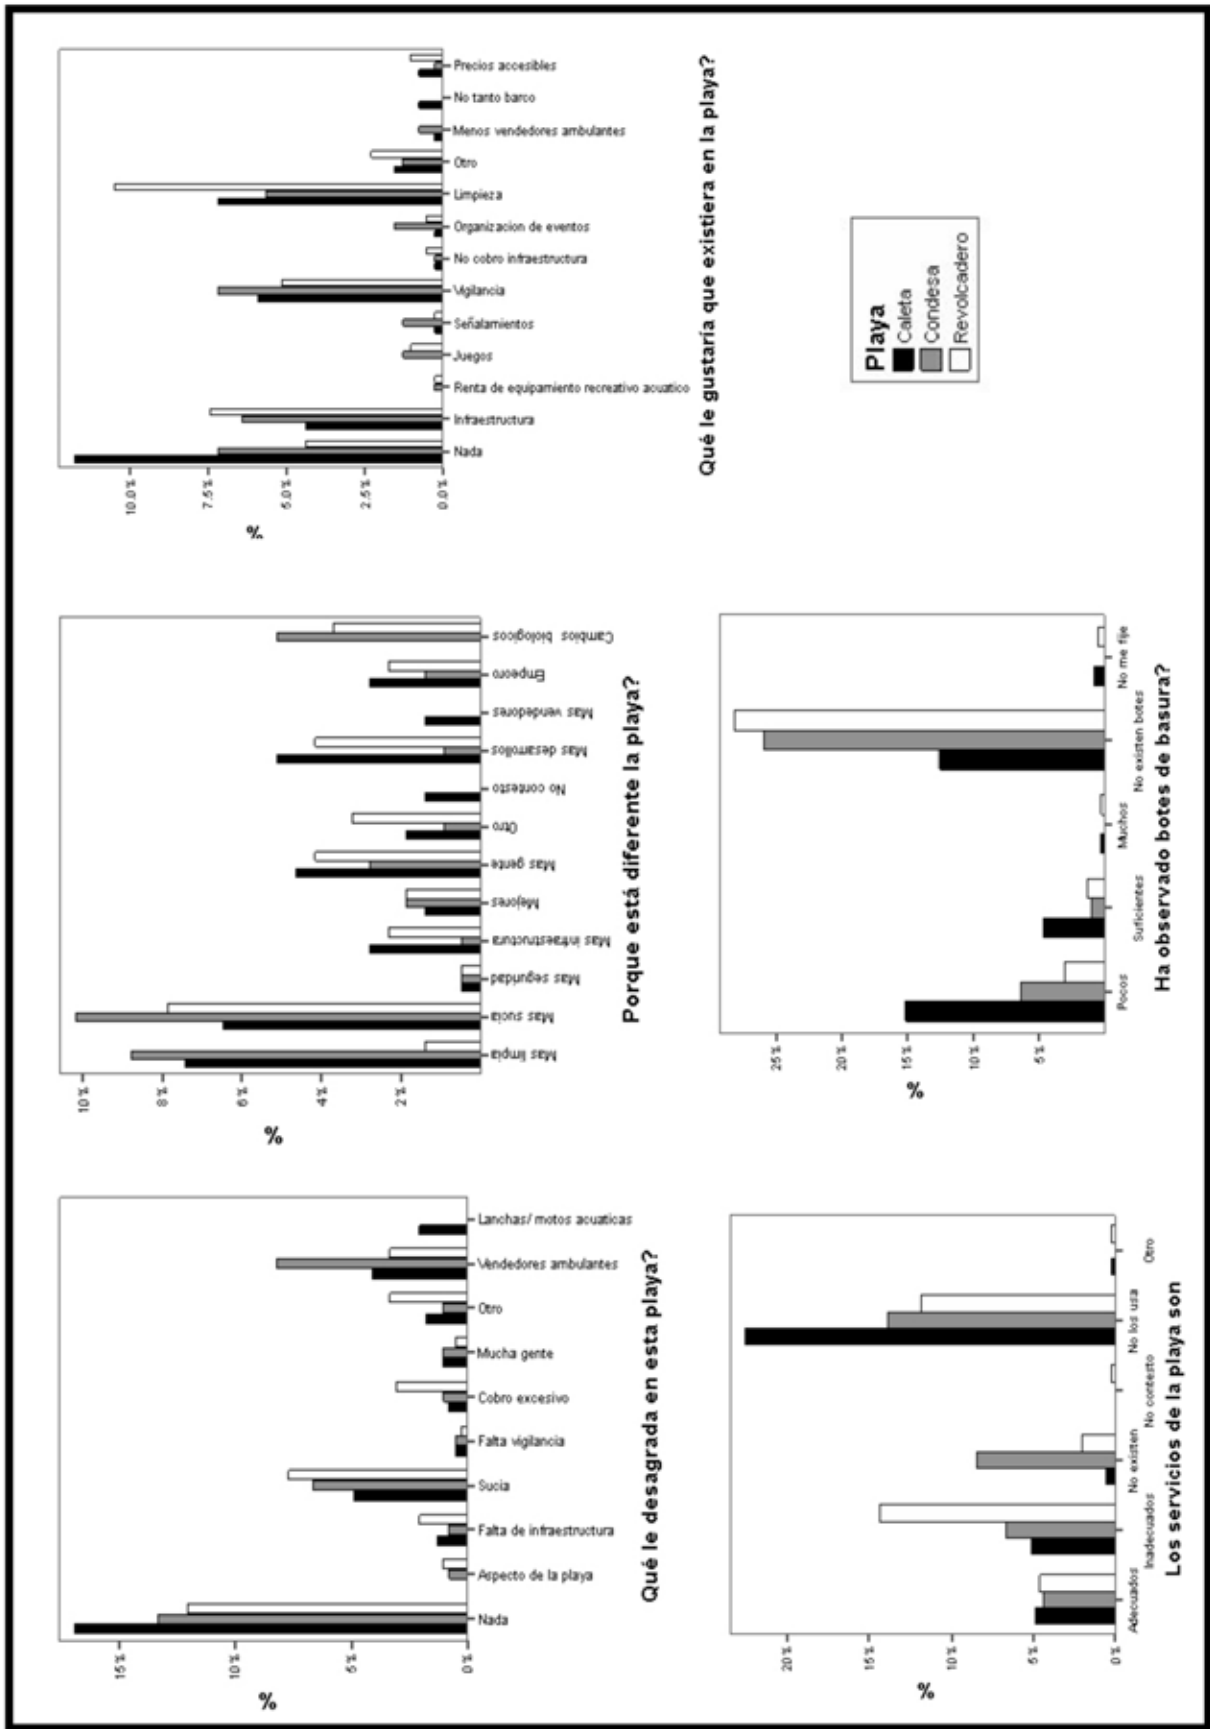 %
15%
10%
5%
0%
Nada
Aspecto de la playa
Falta de infraestructura
Sucia
Falta vigilancia
Cobro excesivo
Mucha gente
Otro
Vendedores ambulantes
Lanchas/ motos acuaticas
Qué le desagrada en esta playa?
%
10%
8%
6%
4%
2%
Mas limpia
Mas sucia
Mas seguridad
Mas infraestructura
Mejores
Mas gente
Otro
No contesto
Mas desarrollos
Mas vendedores
Empeoro
Cambios biologicos
Porque está diferente la playa?
%
10.0%
7.5%
5.0%
2.5%
0.0%
Nada
Infraestructura
Renta de equipamiento recreativo acuatico
Juegos
Señalamientos
Vigilancia
No cobro infraestructura
Organizacion de eventos
Limpieza
Otro
Menos vendedores ambulantes
No tanto barco
Precios accesibles
Qué le gustaría que existiera en la playa?
%
20%
15%
10%
5%
0%
Adecuados
Inadecuados
No existen
No contesto
No los usa
Otro
Los servicios de la playa son
%
25%
20%
15%
10%
5%
Pocos
Suficientes
Muchos
No existen botes
No me fije
Ha observado botes de basura?
Playa
Caleta
Condesa
Revolcadero